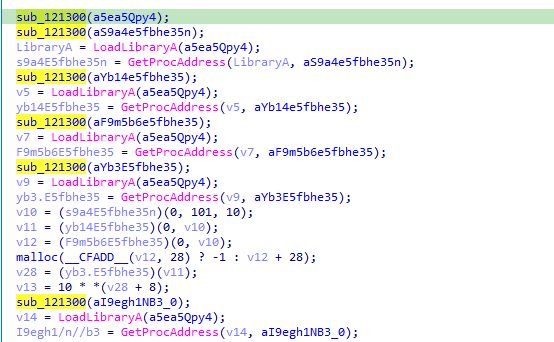 sub_121300(a5ea5Qpy4);
sub_121300(aS9a4e5fbhe35n);
LibraryA = LoadLibraryA(a5ea5Qpy4);
s9a4E5fbhe35n = GetProcAddress(LibraryA, aS9a4e5fbhe35n);
sub_121300(aYb14e5fbhe35);
v5 = LoadLibraryA(a5ea5Qpy4);
yb14E5fbhe35 = GetProcAddress(v5, aYb14e5fbhe35);
sub_121300(aF9m5b6e5fbhe35);
v7 = LoadLibraryA(a5ea5Qpy4);
F9m5b6E5fbhe35 = GetProcAddress(v7, aF9m5b6e5fbhe35);
sub_121300(aYb3E5fbhe35);
v9 = LoadLibraryA(a5ea5Qpy4);
yb3.E5fbhe35 = GetProcAddress(v9, aYb3E5fbhe35);
v10 = (s9a4E5fbhe35n)(0, 101, 10);
v11 = (yb14E5fbhe35)(0, v10);
v12 = (F9m5b6E5fbhe35)(0, v10);
malloc(__CFADD__(v12, 28) ? -1 : v12 + 28);
v28 = (yb3.E5fbhe35)(v11);
v13 = 10 * *(v28 + 8);
sub_121300(aI9egh1NB3_0);
v14 = LoadLibraryA(a5ea5Qpy4);
I9egh1/n//b3 = GetProcAddress(v14, aI9egh1NB3_0);